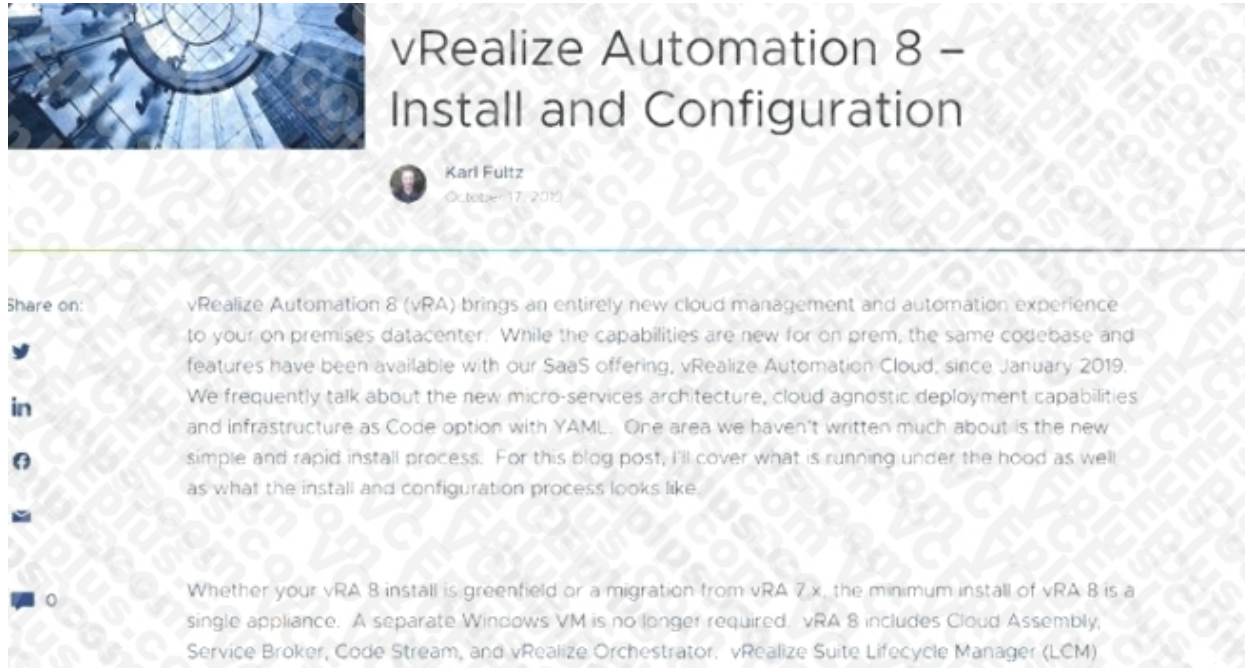 vRealize Automation 8 –
Install and Configuration
Karl Fultz
October 17, 2019
Share on:
vRealize Automation 8 (vRA) brings an entirely new cloud management and automation experience
to your on premises datacenter. While the capabilities are new for on prem, the same codebase and
features have been available with our SaaS offering, vRealize Automation Cloud, since January 2019.
We frequently talk about the new micro-services architecture, cloud agnostic deployment capabilities
and infrastructure as Code option with YAML. One area we haven't written much about is the new
simple and rapid install process. For this blog post, I'll cover what is running under the hood as well
as what the install and configuration process looks like.
0
Whether your vRA 8 install is greenfield or a migration from vRA 7.x, the minimum install of vRA 8 is a
single appliance. A separate Windows VM is no longer required. vRA 8 includes Cloud Assembly,
Service Broker, Code Stream, and vRealize Orchestrator. vRealize Suite Lifecycle Manager (LCM)